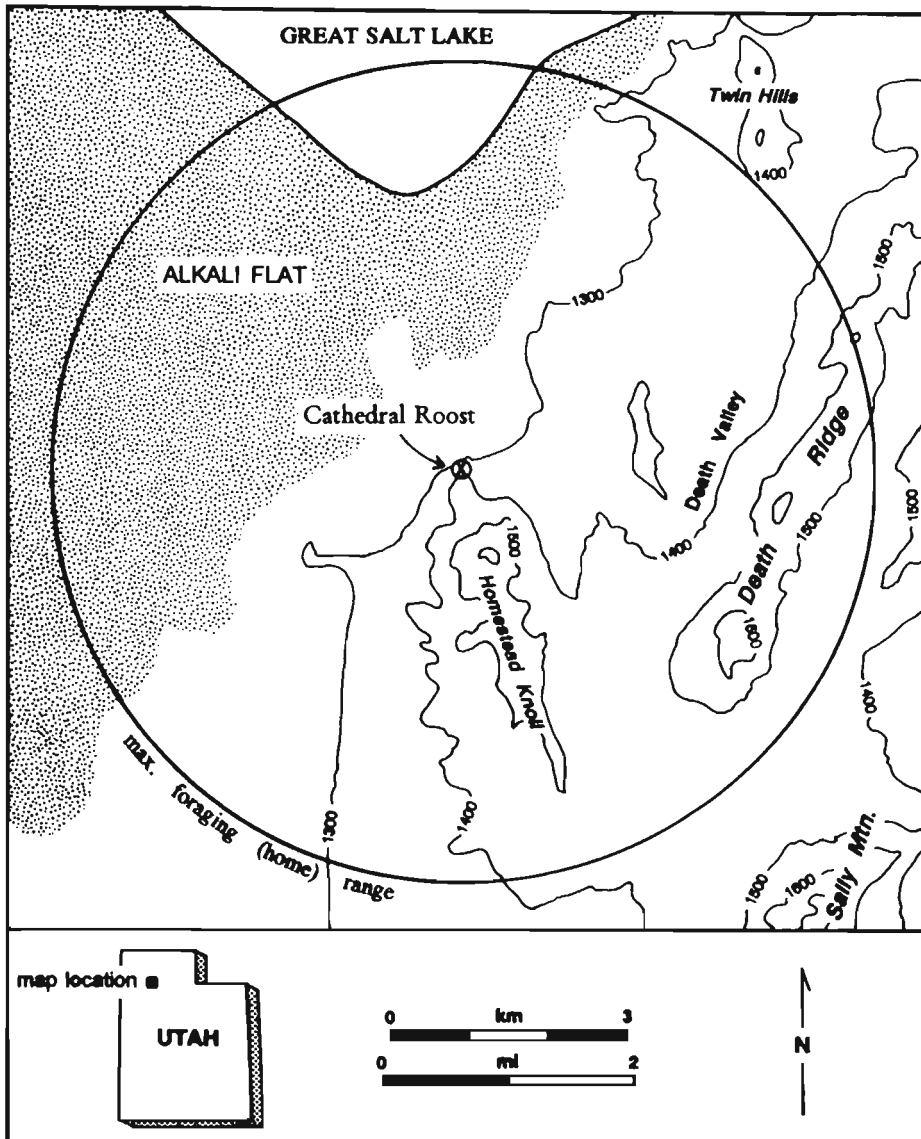 GREAT SALT LAKE
Twin Hills
1400
1500
ALKALI FLAT
1300
Cathedral Roost
Death Valley
Death Ridge
1400
1500
1500
1500
Homestead Knoll
1600
1400
max. foraging (home) range
1300
1400
1500
1600
Sally Mtn.
map location
UTAH
0 km 3
0 mi 2
N